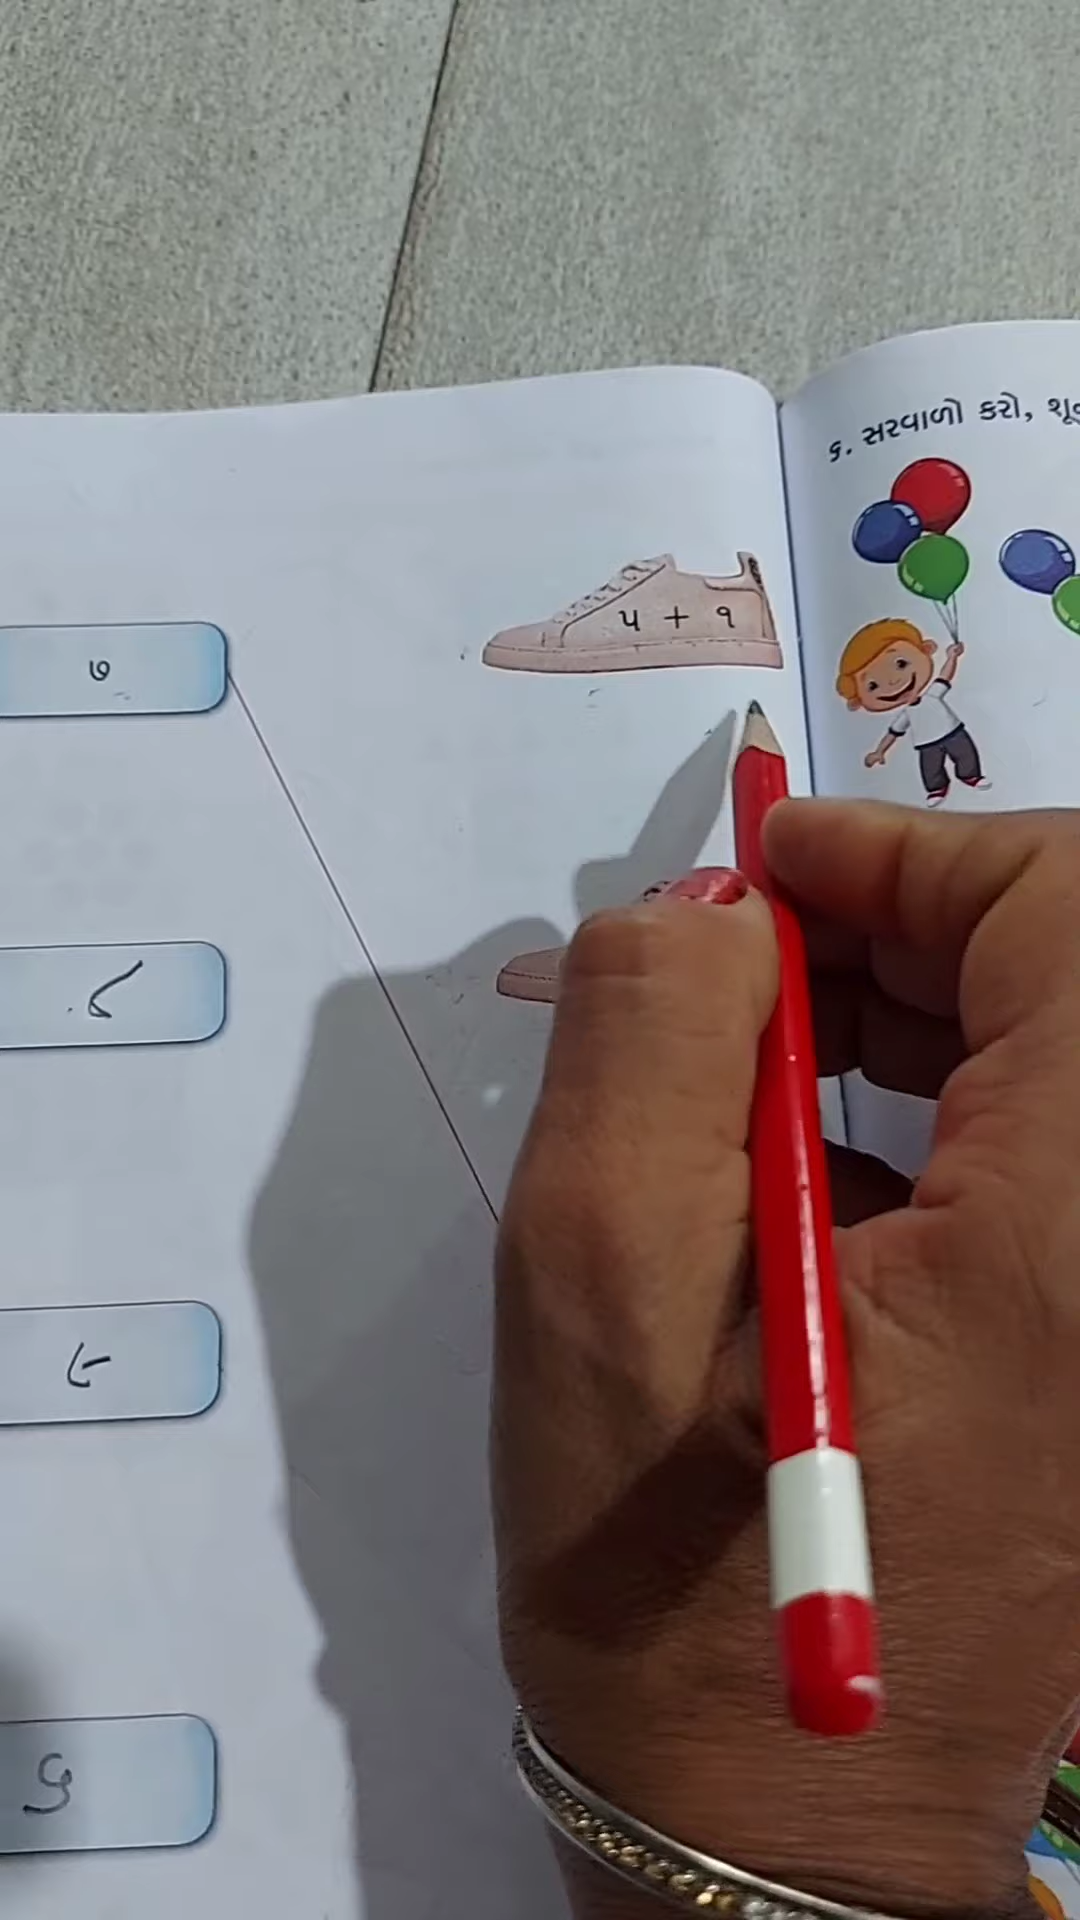 ૭
૫ + ૧
૮
૯
૬
૬. સરવાળો કરો,